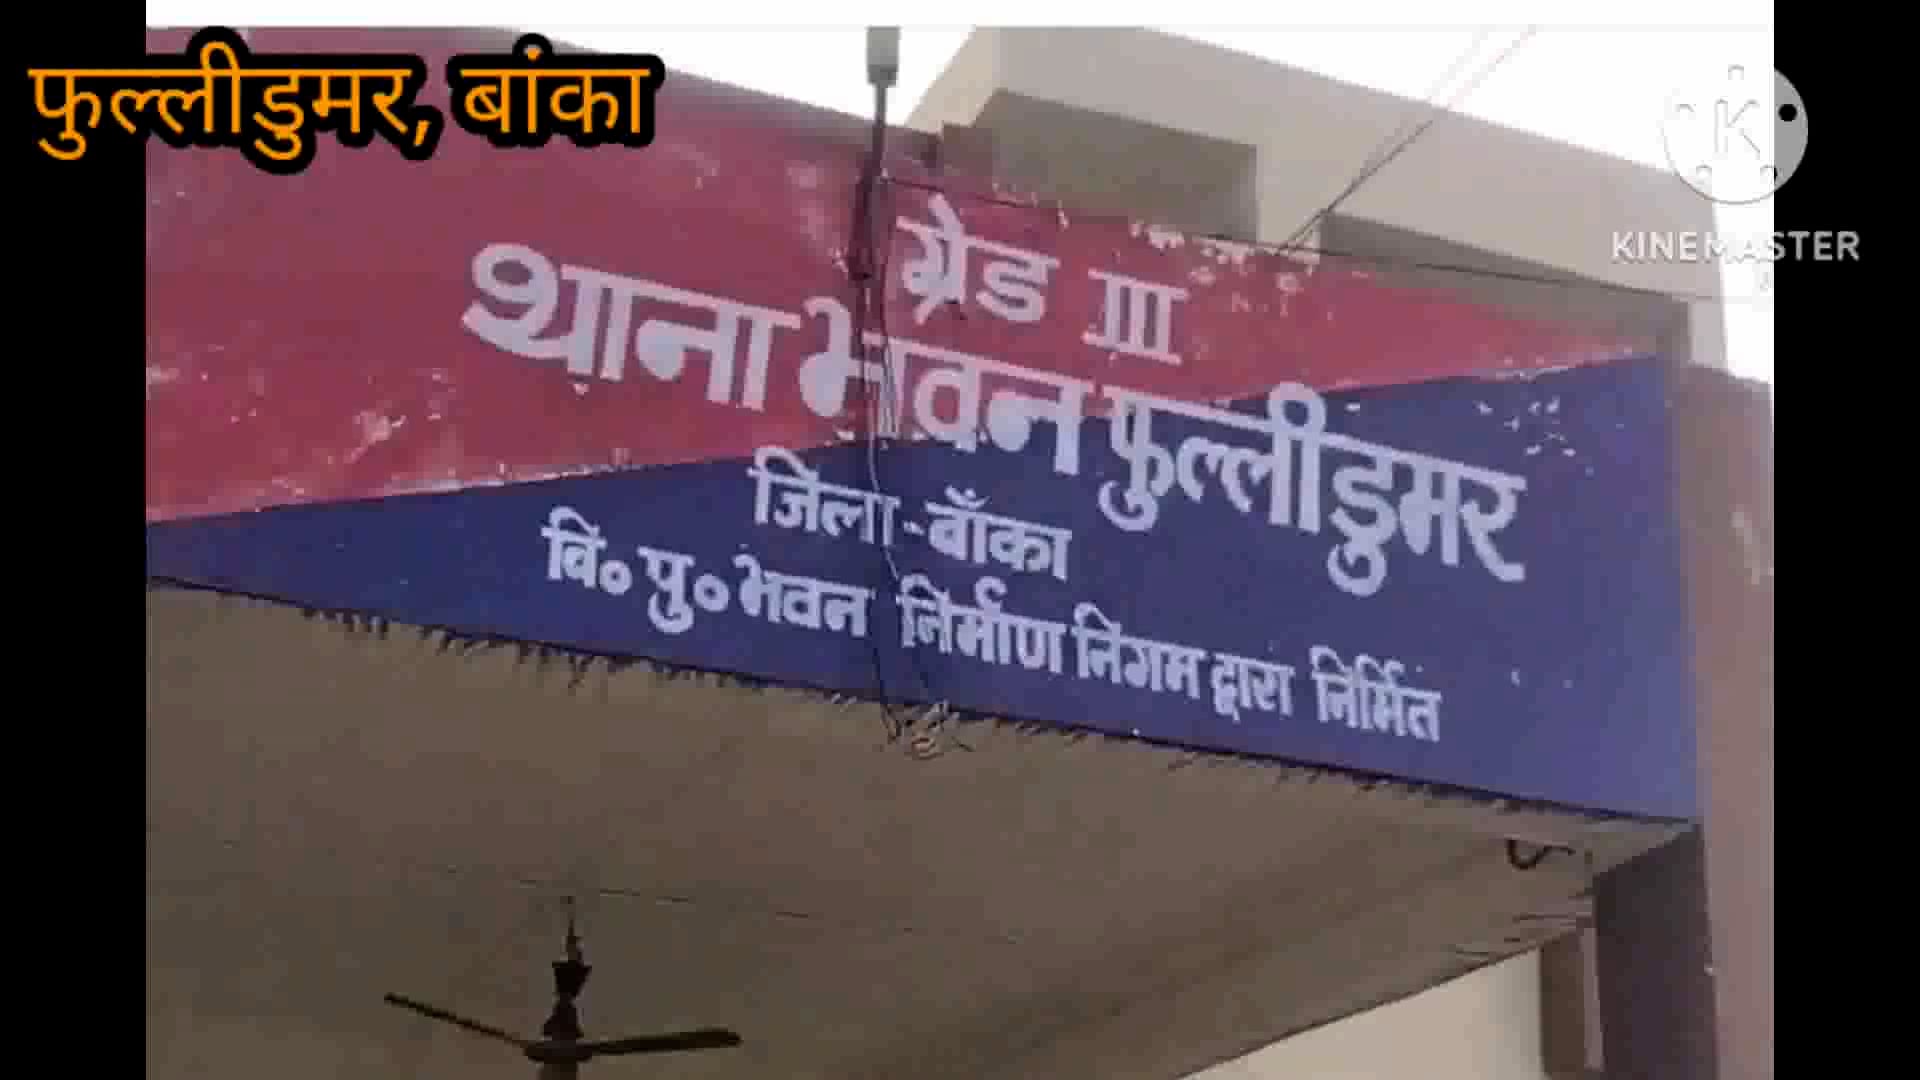 फुल्लीडुमर, बांका
KINEMASTER
ग्रेड III
थाना भवन फुल्लीडुमर
जिला-बाँका
बि० पु० भवन निर्माण निगम द्वारा निर्मित